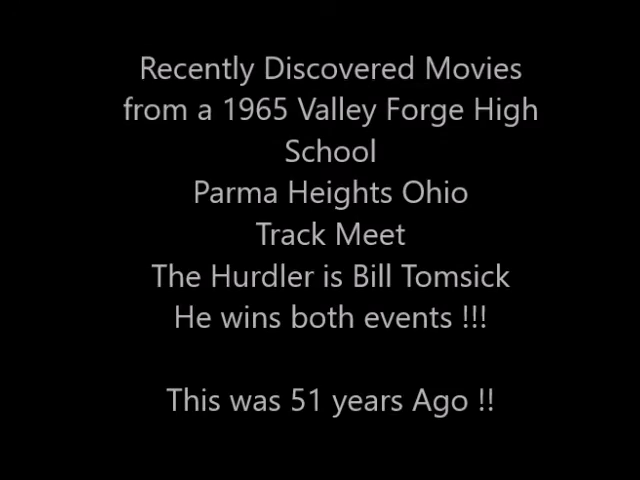 Recently Discovered Movies
from a 1965 Valley Forge High
School
Parma Heights Ohio
Track Meet
The Hurdler is Bill Tomsick
He wins both events !!!
This was 51 years Ago !!